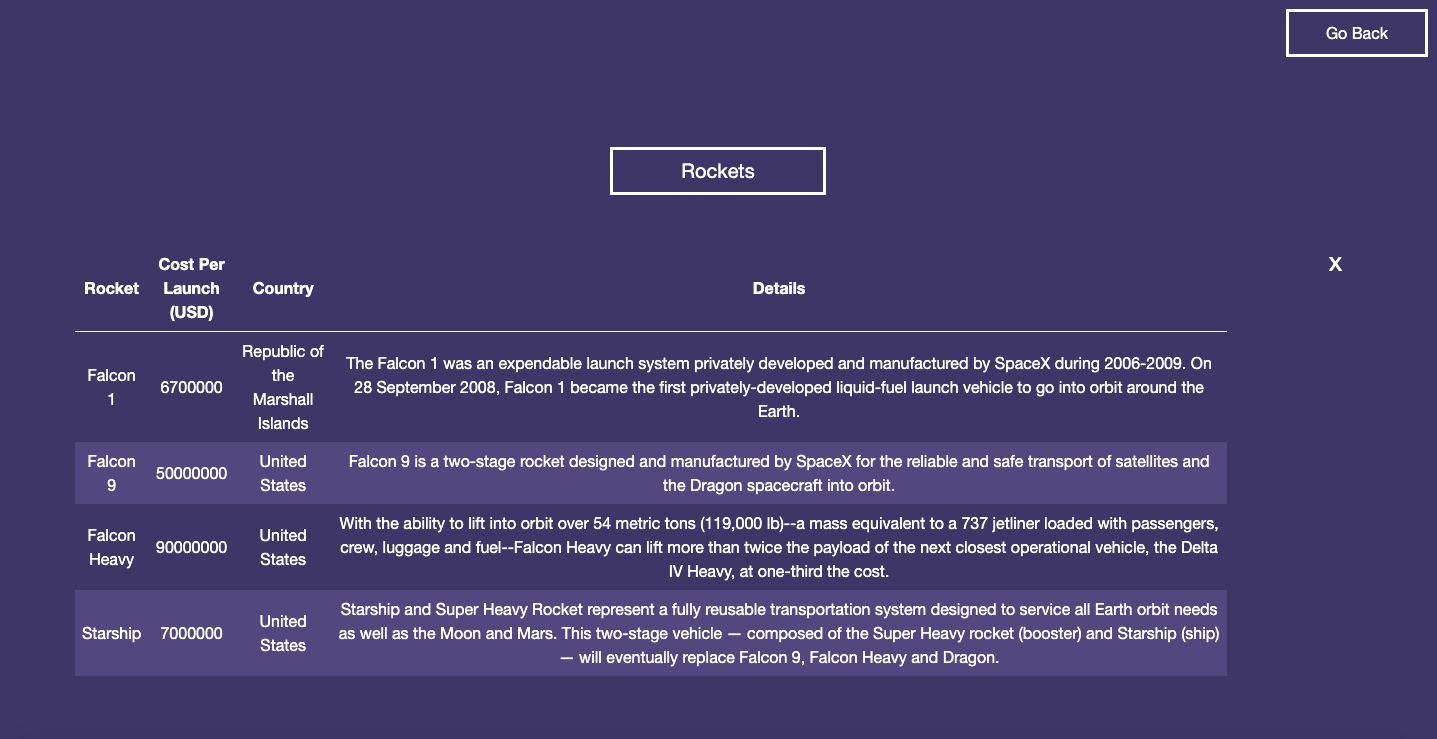 Go Back
Rockets
X
Rocket
Cost Per
Launch
(USD)
Country
Details
Falcon
1
6700000
Republic of
the
Marshall
Islands
The Falcon 1 was an expendable launch system privately developed and manufactured by SpaceX during 2006-2009. On
28 September 2008, Falcon 1 became the first privately-developed liquid-fuel launch vehicle to go into orbit around the
Earth.
Falcon
9
50000000
United
States
Falcon 9 is a two-stage rocket designed and manufactured by SpaceX for the reliable and safe transport of satellites and
the Dragon spacecraft into orbit.
Falcon
Heavy
90000000
United
States
With the ability to lift into orbit over 54 metric tons (119,000 lb)--a mass equivalent to a 737 jetliner loaded with passengers,
crew, luggage and fuel--Falcon Heavy can lift more than twice the payload of the next closest operational vehicle, the Delta
IV Heavy, at one-third the cost.
Starship
7000000
United
States
Starship and Super Heavy Rocket represent a fully reusable transportation system designed to service all Earth orbit needs
as well as the Moon and Mars. This two-stage vehicle — composed of the Super Heavy rocket (booster) and Starship (ship)
— will eventually replace Falcon 9, Falcon Heavy and Dragon.